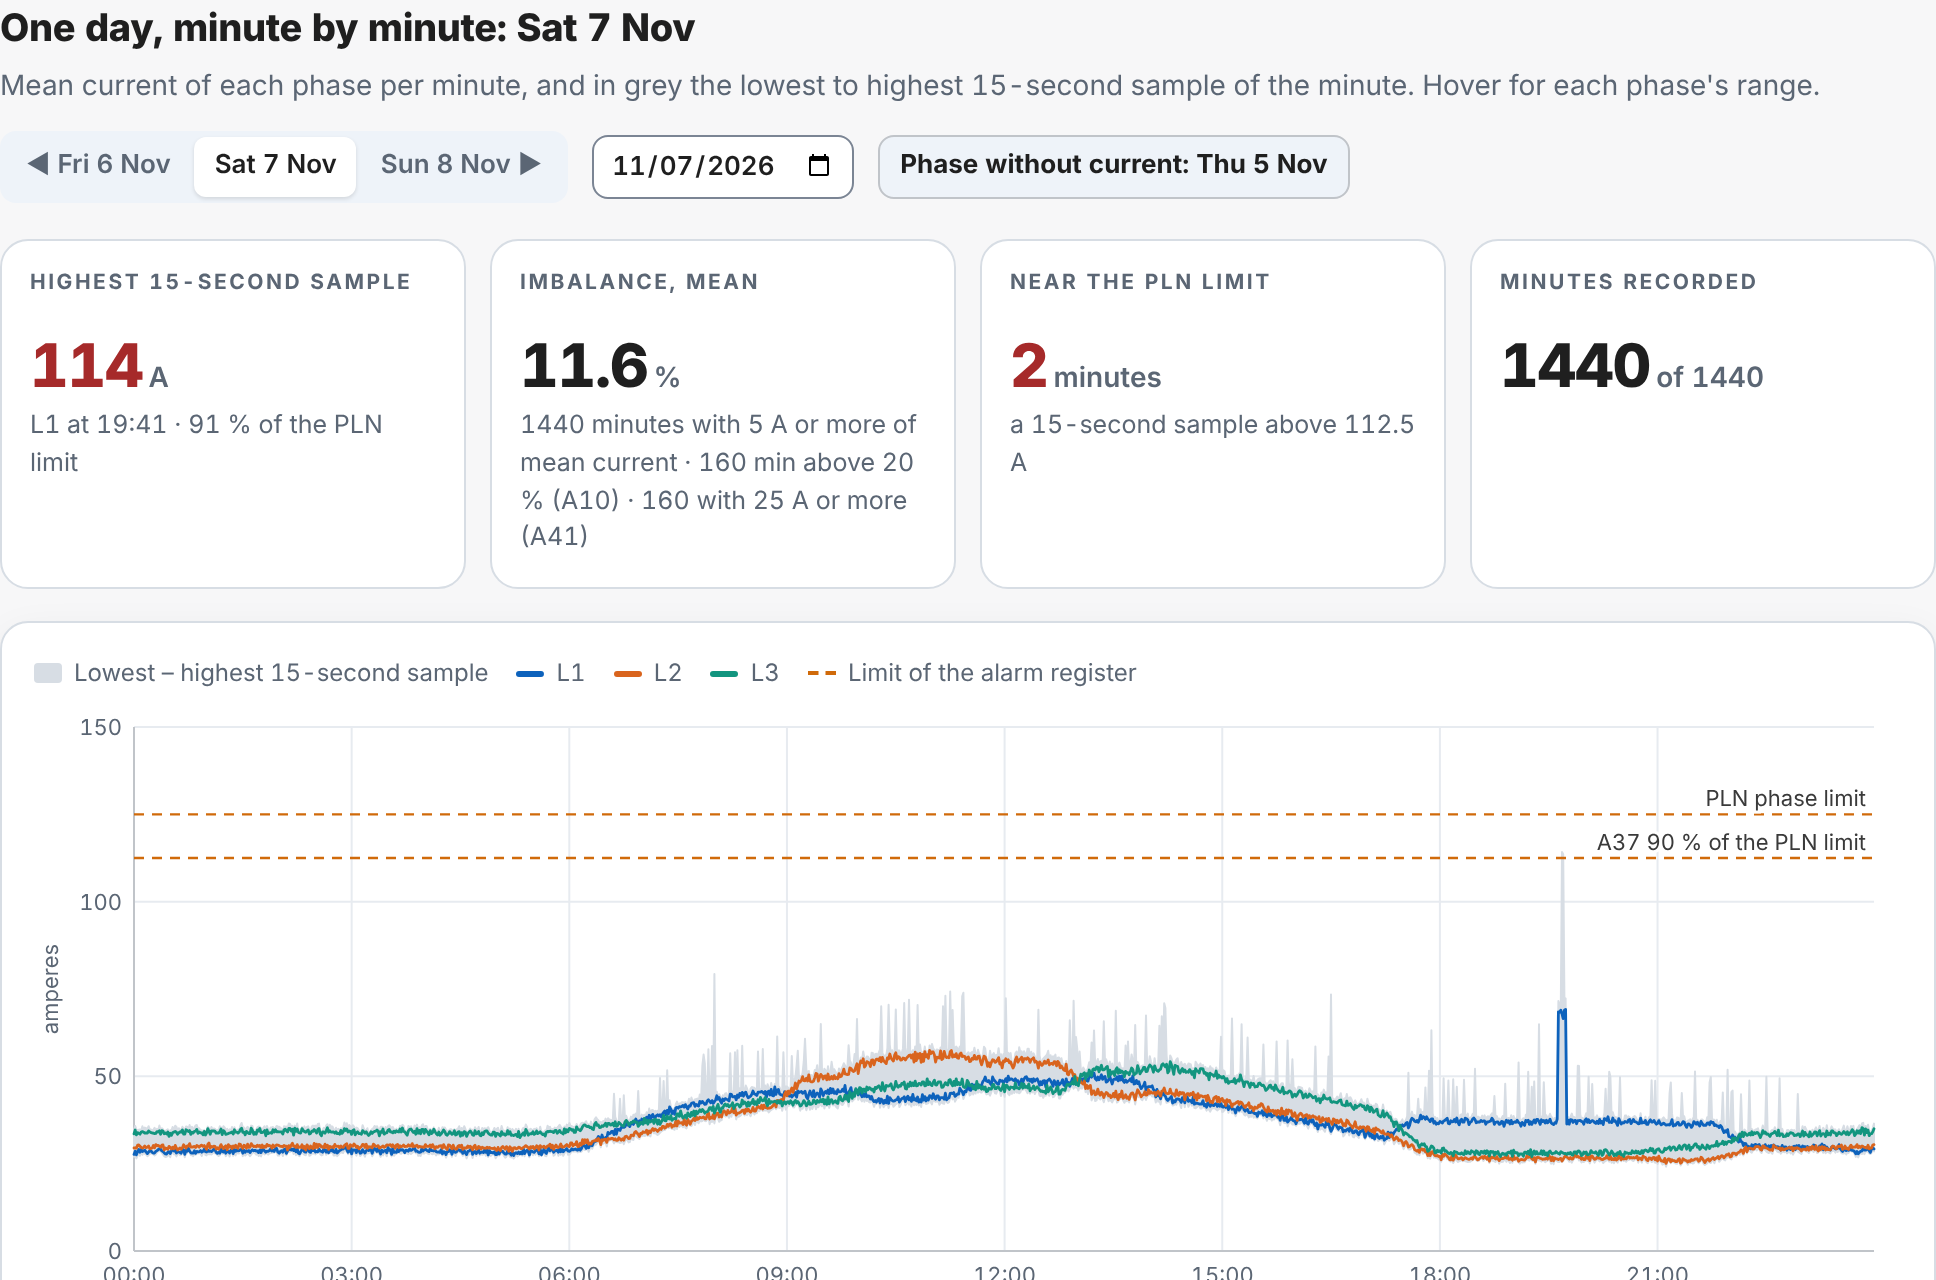 One day, minute by minute: Sat 7 Nov
Mean current of each phase per minute, and in grey the lowest to highest 15-second sample of the minute. Hover for each phase's range.
◀ Fri 6 Nov Sat 7 Nov Sun 8 Nov ▶ 11/07/2026 Phase without current: Thu 5 Nov
HIGHEST 15-SECOND SAMPLE
114 A
L1 at 19:41 · 91 % of the PLN
limit
IMBALANCE, MEAN
11.6 %
1440 minutes with 5 A or more of
mean current · 160 min above 20
% (A10) · 160 with 25 A or more
(A41)
NEAR THE PLN LIMIT
2 minutes
a 15-second sample above 112.5
A
MINUTES RECORDED
1440 of 1440
Lowest – highest 15-second sample L1 L2 L3 Limit of the alarm register
150
PLN phase limit
A37 90 % of the PLN limit
100
amperes
50
0
00:00 03:00 06:00 09:00 12:00 15:00 18:00 21:00